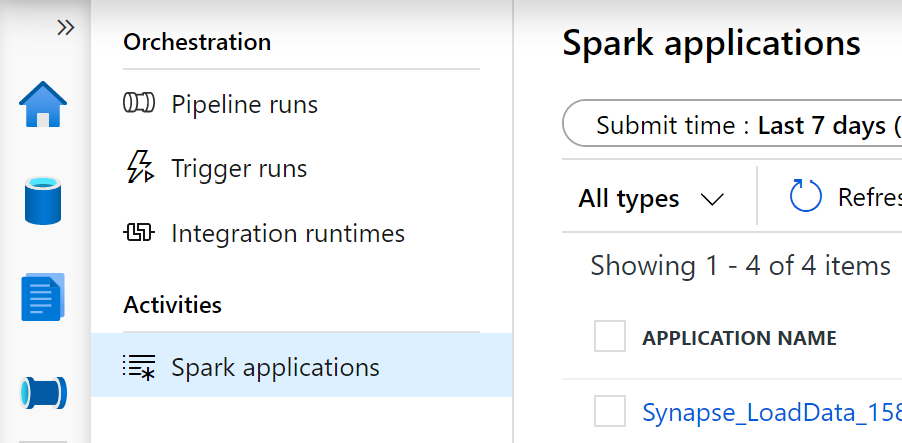 Orchestration
Pipeline runs
Trigger runs
Integration runtimes
Activities
Spark applications
Spark applications
Submit time : Last 7 days (
All types
Refres
Showing 1 - 4 of 4 items
APPLICATION NAME
Synapse_LoadData_158